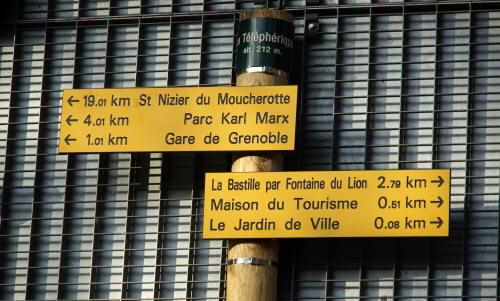 Téléphérique
alt. 212 m.
← 19.01 km St Nizier du Moucherotte
← 4.01 km Parc Karl Marx
← 1.01 km Gare de Grenoble
La Bastille par Fontaine du Lion 2.79 km →
Maison du Tourisme 0.51 km →
Le Jardin de Ville 0.08 km →